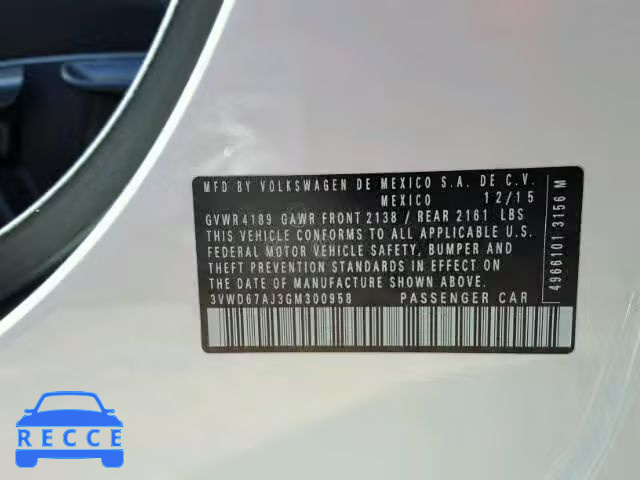 MFD BY VOLKSWAGEN DE MEXICO S.A. DE C.V.
MEXICO 12/15
GVWR 4189 GAWR FRONT 2138 / REAR 2161 LBS
THIS VEHICLE CONFORMS TO ALL APPLICABLE U.S.
FEDERAL MOTOR VEHICLE SAFETY, BUMPER AND
THEFT PREVENTION STANDARDS IN EFFECT ON
THE DATE OF MANUFACTURE SHOWN ABOVE.
3VWD67AJ3GM300958 PASSENGER CAR
4966101 3156 M
RECCE